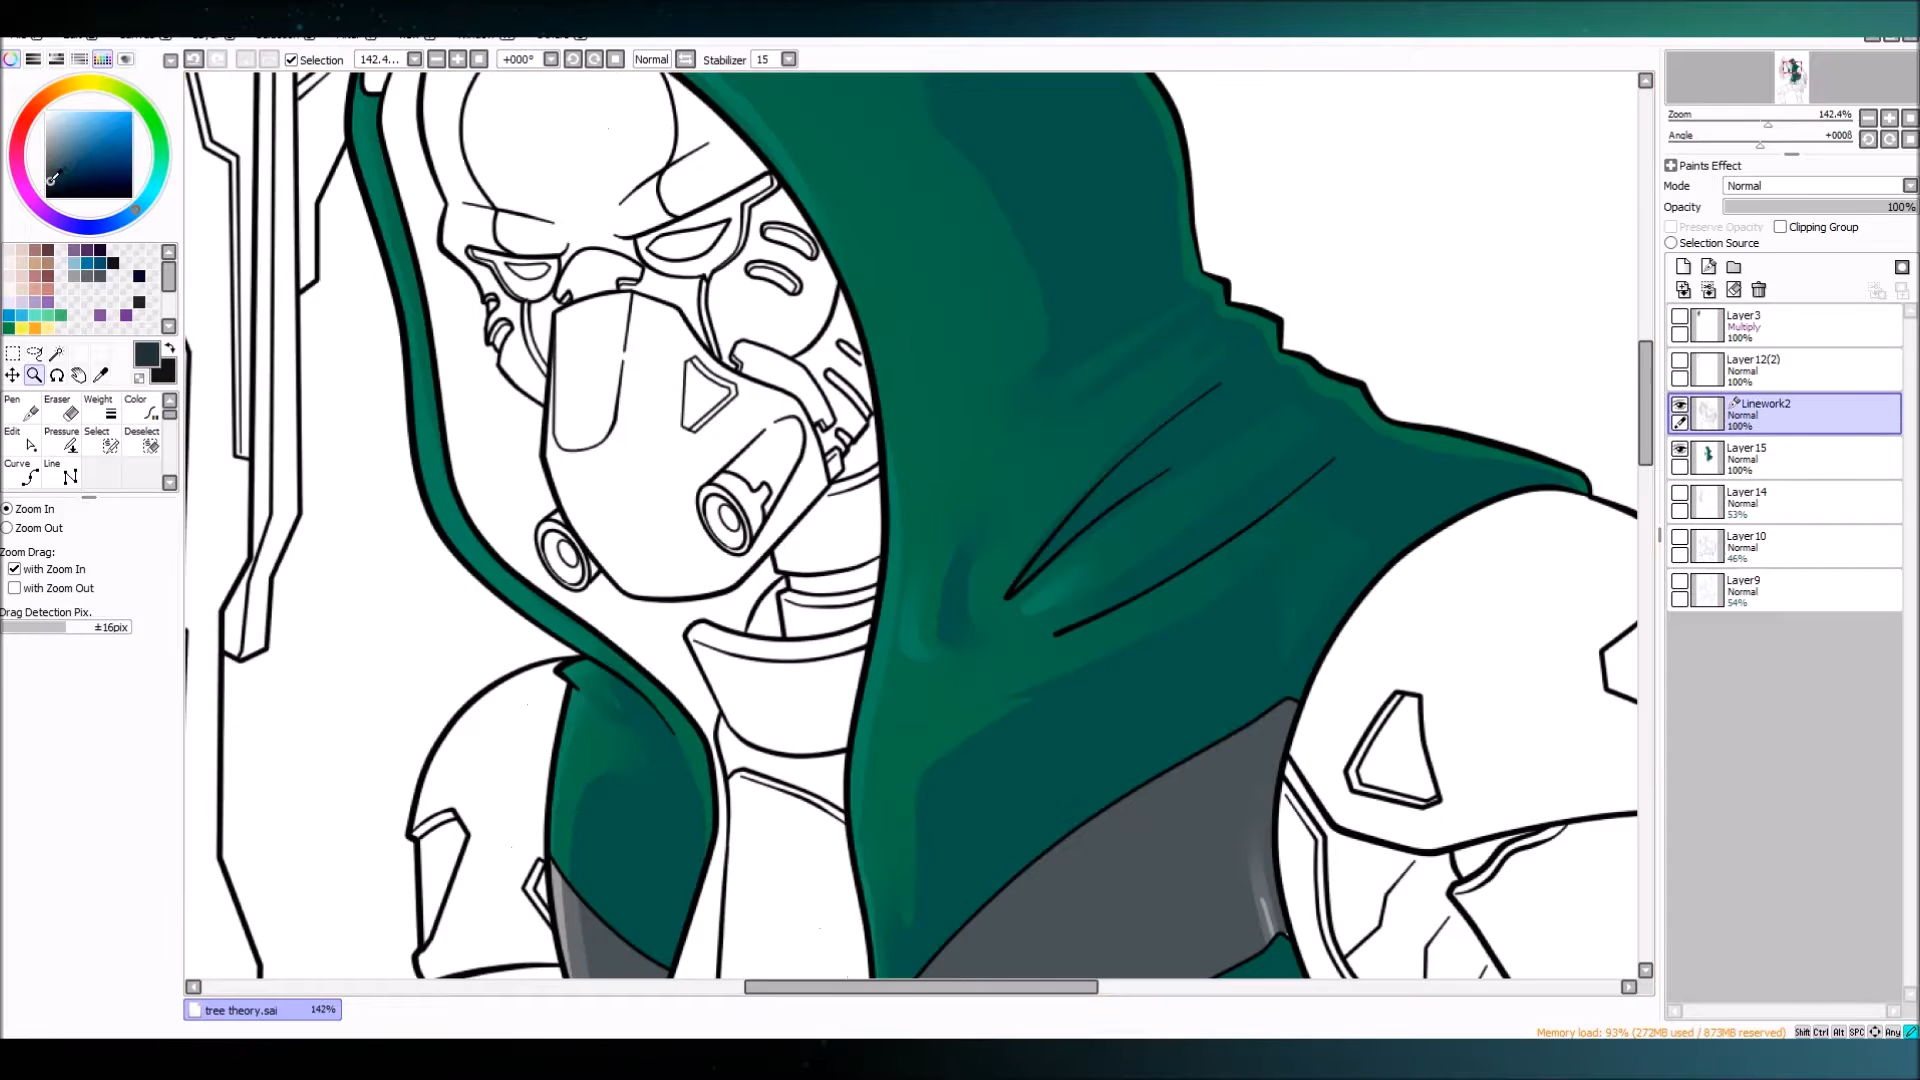 Selection
142.4...
+000°
Normal
Stabilizer
15
Zoom
142.4%
Angle
+000ß
Paints Effect
Mode
Normal
Opacity
100%
Preserve Opacity
Clipping Group
Selection Source
Layer3
Multiply
100%
Layer12(2)
Normal
100%
Linework2
Normal
100%
Layer15
Normal
100%
Layer14
Normal
53%
Layer10
Normal
46%
Layer9
Normal
54%
Pen
Eraser
Weight
Color
Edit
Pressure
Select
Deselect
Curve
Line
Zoom In
Zoom Out
Zoom Drag:
with Zoom In
with Zoom Out
Drag Detection Pix.
±16pix
tree theory.sai
142%
Memory load: 93% (272MB used / 873MB reserved)
Shift Ctrl Alt SPC Any